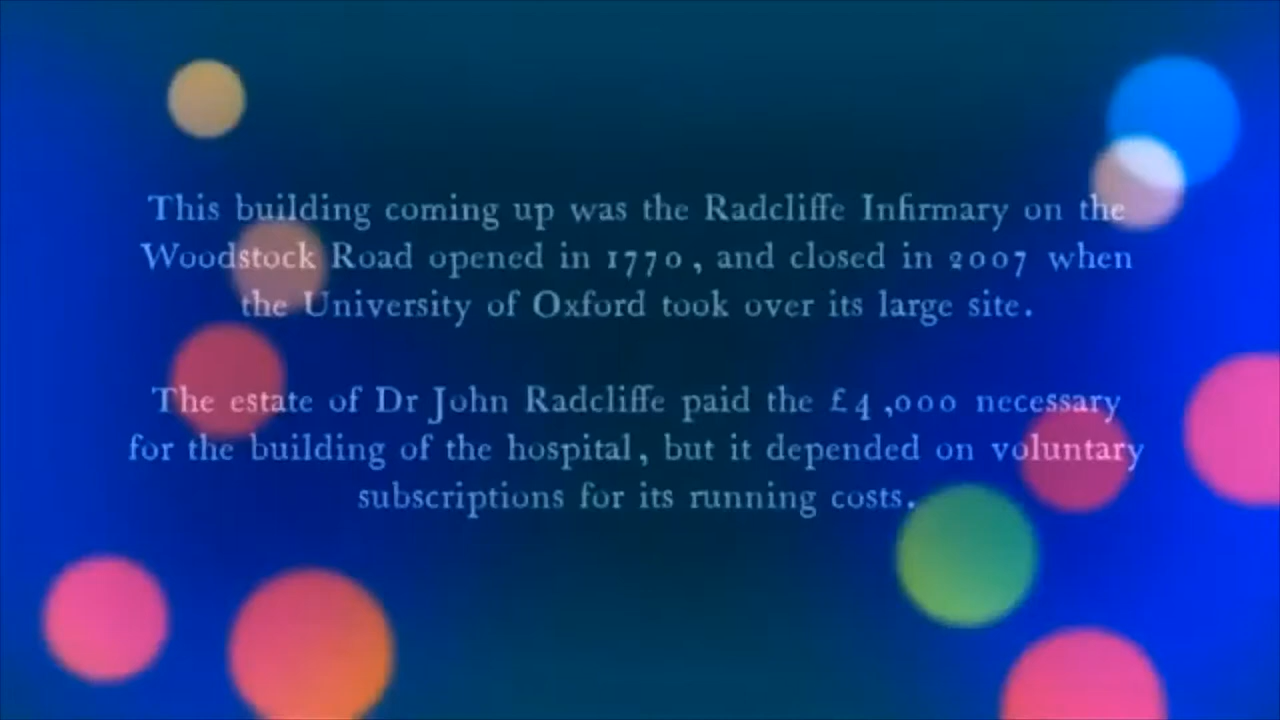 This building coming up was the Radcliffe Infirmary on the
Woodstock Road opened in 1770, and closed in 2007 when
the University of Oxford took over its large site.
The estate of Dr John Radcliffe paid the £4,000 necessary
for the building of the hospital, but it depended on voluntary
subscriptions for its running costs.